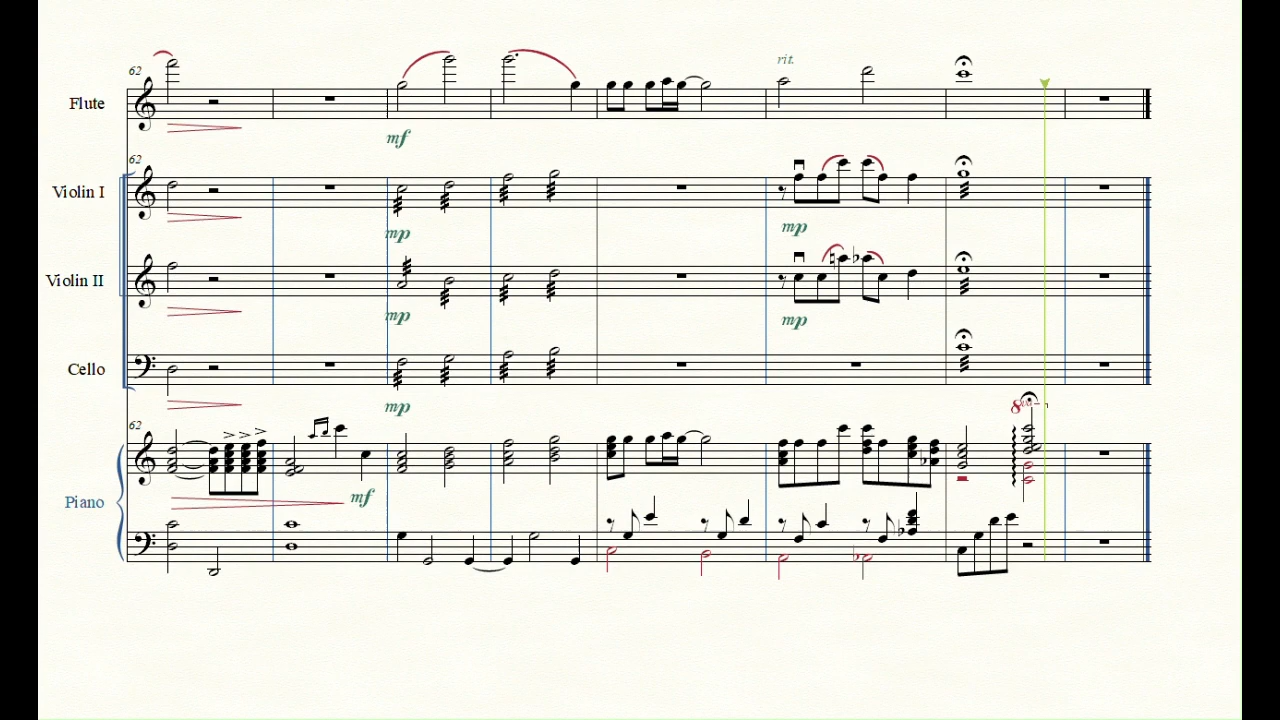 62
rit.
Flute
mf
62
Violin I
mp
mp
Violin II
mp
mp
Cello
mp
8va
62
mf
Piano